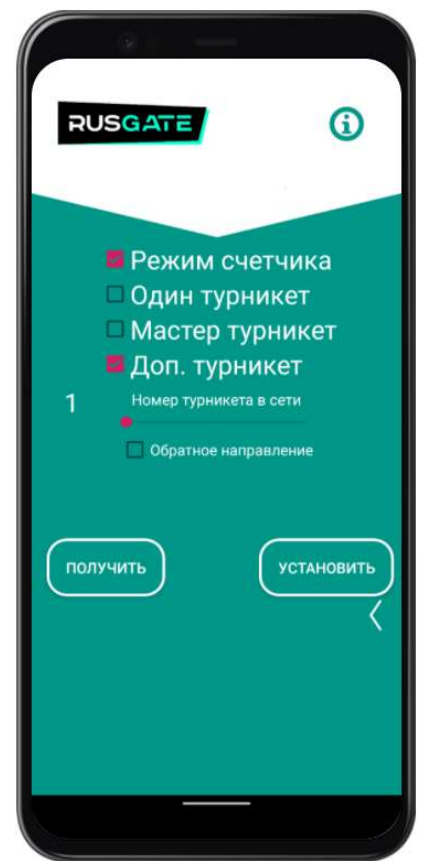 RUSGATE
Режим счетчика
Один турникет
Мастер турникет
Доп. турникет
1
Номер турникета в сети
Обратное направление
ПОЛУЧИТЬ
УСТАНОВИТЬ